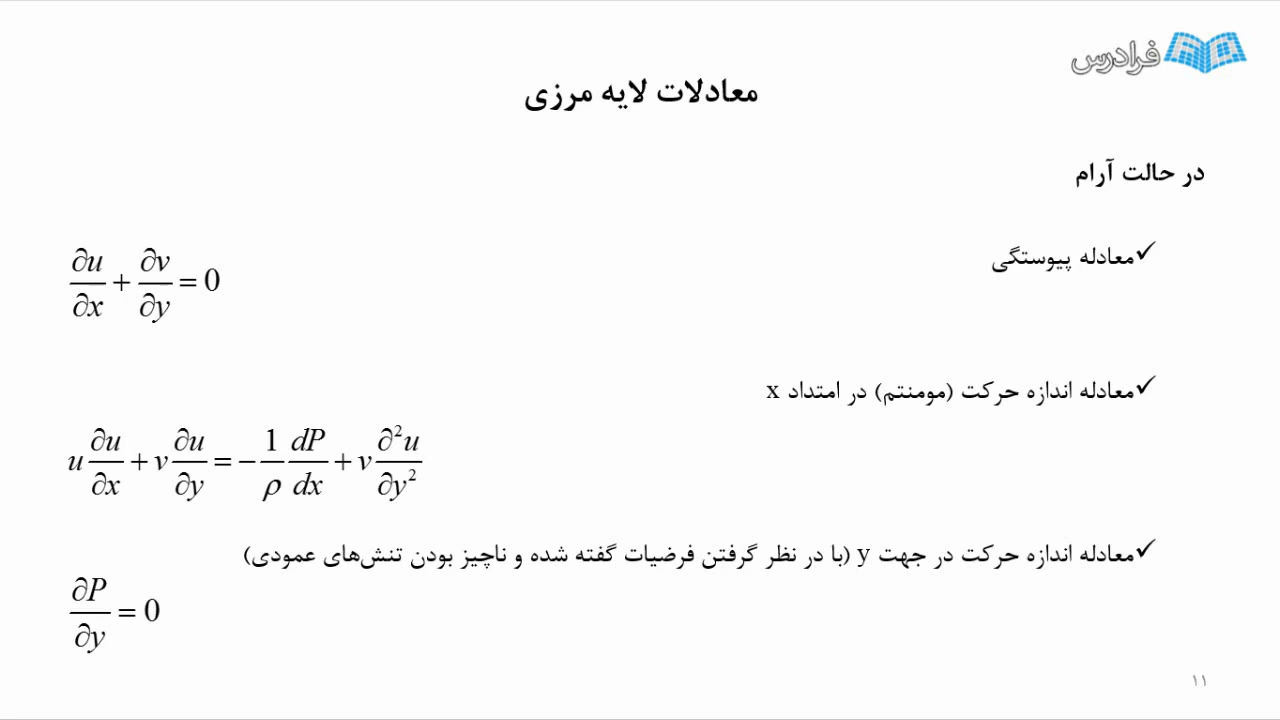 فرادرس
معادلات لایه مرزی
در حالت آرام
✓معادله پیوستگی
∂u/∂x + ∂v/∂y = 0
✓معادله اندازه حرکت (مومنتم) در امتداد x
u ∂u/∂x + v ∂u/∂y = − 1/ρ dP/dx + ν ∂²u/∂y²
✓معادله اندازه حرکت در جهت y (با در نظر گرفتن فرضیات گفته شده و ناچیز بودن تنش‌های عمودی)
∂P/∂y = 0
۱۱